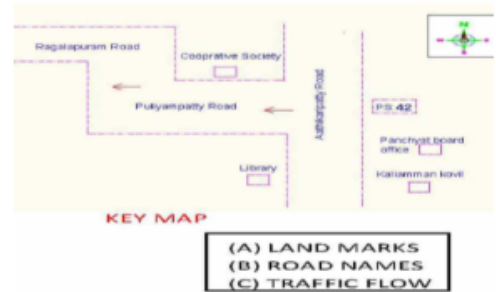 N
Ragalapuram Road
Cooprative Society
Puliyampatty Road
Aathikanpatty Road
PS:42
Panchyat board
office
Library
Kaliamman kovil
KEY MAP
(A) LAND MARKS
(B) ROAD NAMES
(C) TRAFFIC FLOW